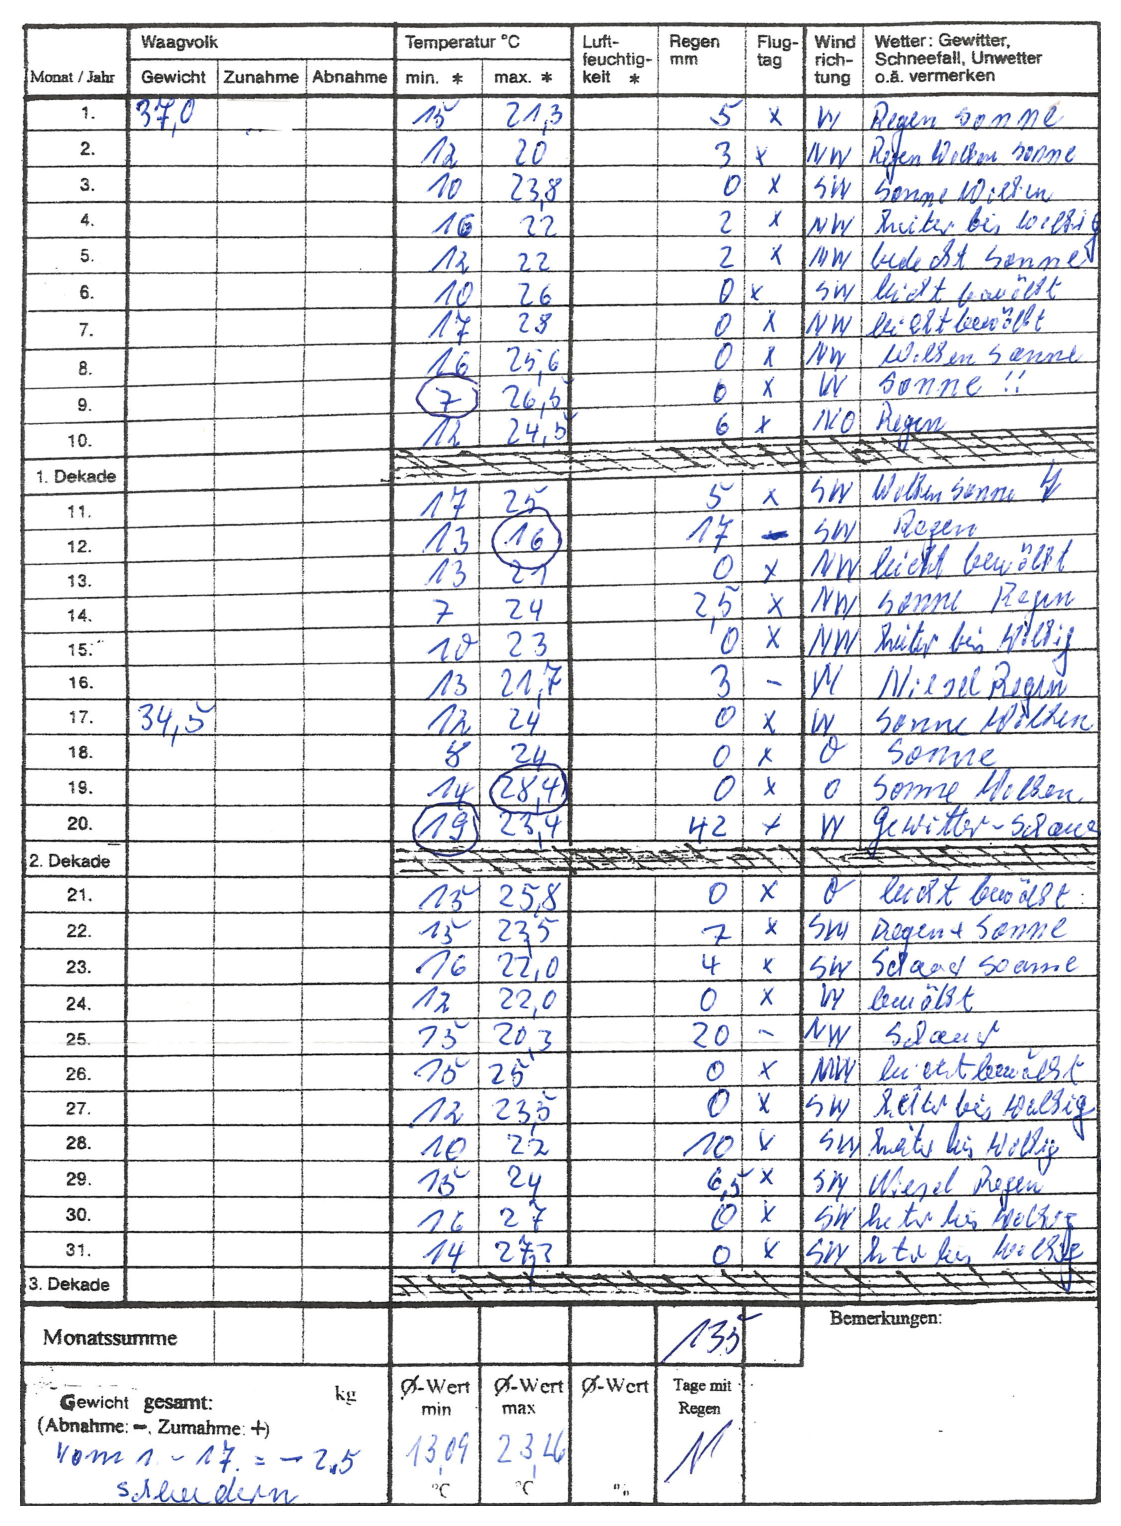 Monat / Jahr Waagvolk Temperatur °C Luft-feuchtig-keit * Regen mm Flug-tag Wind rich-tung Wetter: Gewitter, Schneefall, Unwetter o.ä. vermerken
Gewicht Zunahme Abnahme min. * max. *
1. 37,0 15 21,3 5 x W Regen Sonne
2. 12 20 3 x NW Regen Wolken Sonne
3. 10 23,8 0 x SW Sonne Wolken
4. 16 22 2 x NW heiter bis wolkig
5. 12 22 2 x NW bedeckt Sonne
6. 10 26 0 x SW leicht bewölkt
7. 17 28 0 x NW leicht bewölkt
8. 16 25,6 0 x NW Wolken Sonne
9. 7 26,5 0 x W Sonne !!
10. 12 24,5 6 x NO Regen
1. Dekade
11. 17 25 5 x SW Wolken Sonne
12. 13 16 17 - SW Regen
13. 13 21 0 x NW leicht bewölkt
14. 7 24 2,5 x NW Sonne Regen
15. 10 23 0 x NW heiter bis wolkig
16. 13 21,7 3 - W Niesel Regen
17. 34,5 12 24 0 x W Sonne Wolken
18. 8 24 0 x O Sonne
19. 14 28,4 0 x O Sonne Wolken
20. 19 23,4 42 + W Gewitter-Schauer
2. Dekade
21. 15 25,8 0 x O leicht bewölkt
22. 15 23,5 7 x SW Regen + Sonne
23. 16 22,0 4 x SW Schauer Sonne
24. 12 22,0 0 x W bewölkt
25. 15 20,3 20 - NW Schauer
26. 15 25 0 x NW leicht bewölkt
27. 12 23,5 0 x SW heiter bis wolkig
28. 10 22 10 x SW heiter bis wolkig
29. 15 24 6,5 x SW Niesel Regen
30. 16 27 0 x SW heiter bis wolkig
31. 14 27,2 0 x SW heiter bis wolkig
3. Dekade
Monatssumme 135 Bemerkungen:
Gewicht gesamt: kg Ø-Wert min Ø-Wert max Ø-Wert Tage mit Regen
(Abnahme: -, Zumahme: +)
vom 1. - 17. = - 2,5 13,09 °C 23,46 °C % 15
schleudern